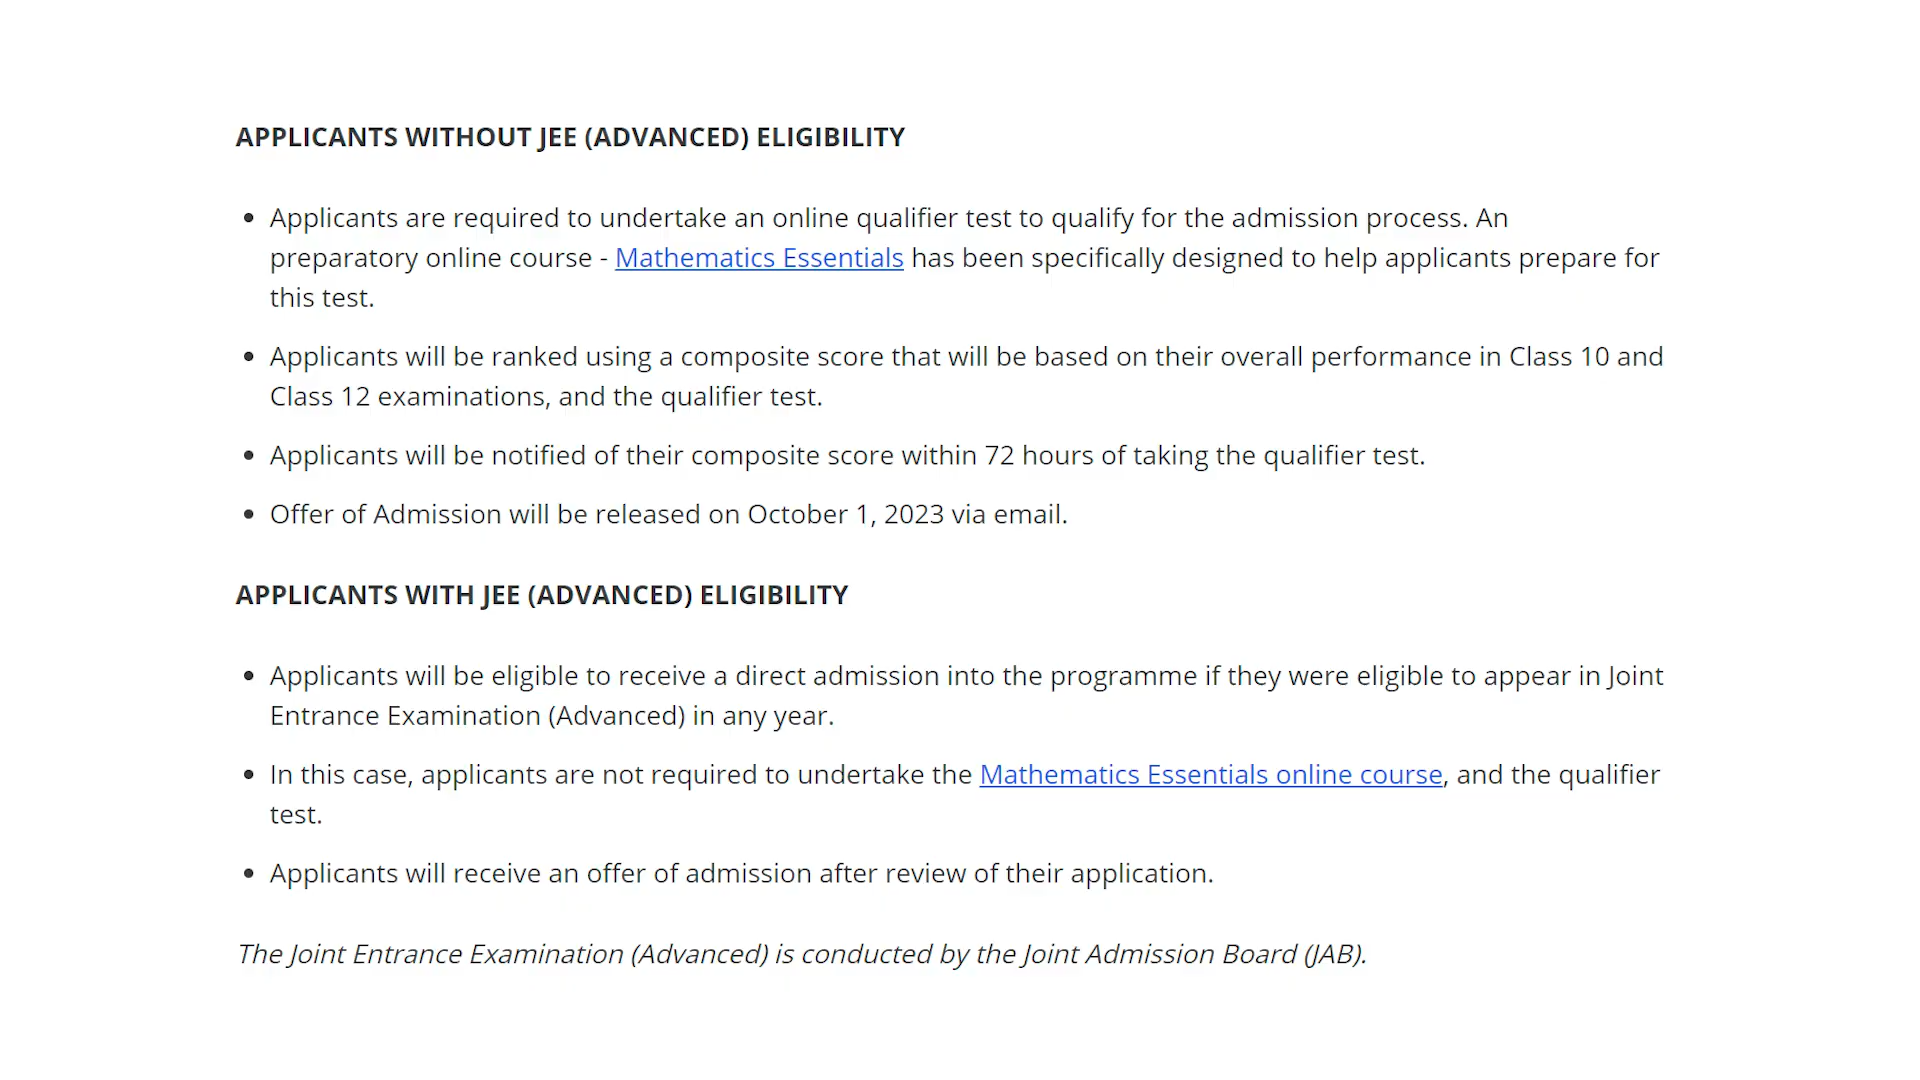 APPLICANTS WITHOUT JEE (ADVANCED) ELIGIBILITY
• Applicants are required to undertake an online qualifier test to qualify for the admission process. An
preparatory online course - Mathematics Essentials has been specifically designed to help applicants prepare for
this test.
• Applicants will be ranked using a composite score that will be based on their overall performance in Class 10 and
Class 12 examinations, and the qualifier test.
• Applicants will be notified of their composite score within 72 hours of taking the qualifier test.
• Offer of Admission will be released on October 1, 2023 via email.
APPLICANTS WITH JEE (ADVANCED) ELIGIBILITY
• Applicants will be eligible to receive a direct admission into the programme if they were eligible to appear in Joint
Entrance Examination (Advanced) in any year.
• In this case, applicants are not required to undertake the Mathematics Essentials online course, and the qualifier
test.
• Applicants will receive an offer of admission after review of their application.
The Joint Entrance Examination (Advanced) is conducted by the Joint Admission Board (JAB).